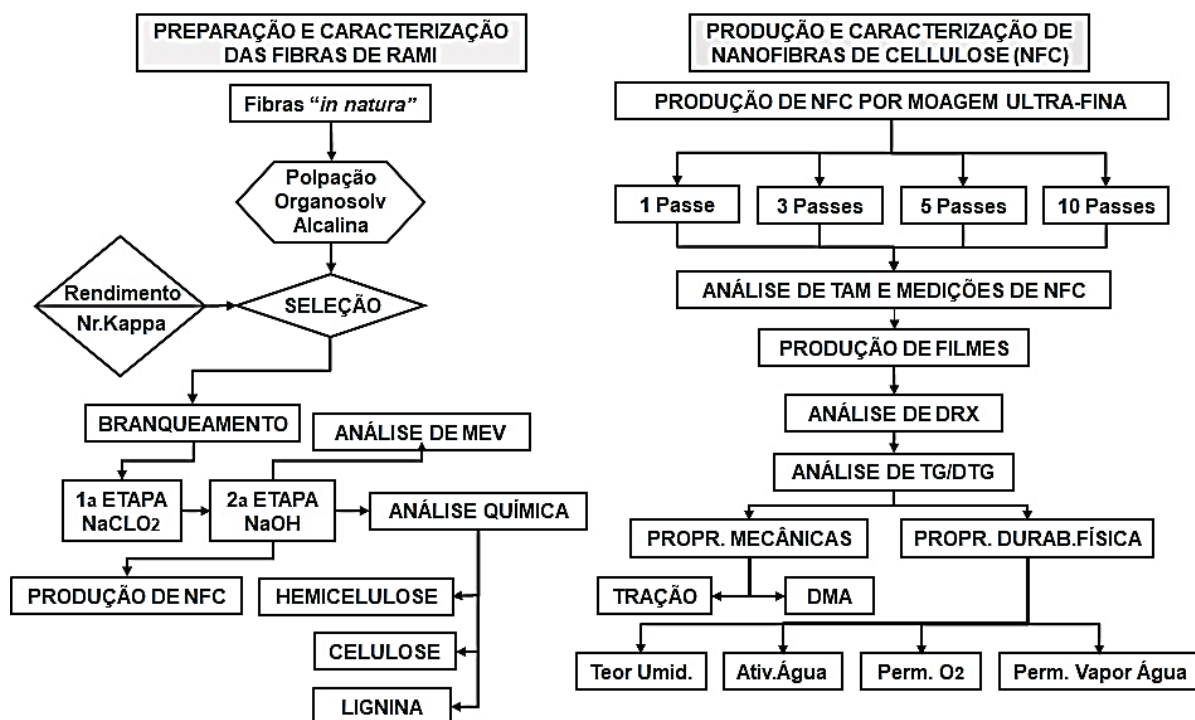 PREPARAÇÃO E CARACTERIZAÇÃO
DAS FIBRAS DE RAMI
Fibras “in natura”
Polpação
Organosolv
Alcalina
Rendimento
Nr.Kappa
SELEÇÃO
BRANQUEAMENTO
ANÁLISE DE MEV
1a ETAPA
NaCLO2
2a ETAPA
NaOH
ANÁLISE QUÍMICA
PRODUÇÃO DE NFC
HEMICELULOSE
CELULOSE
LIGNINA
PRODUÇÃO E CARACTERIZAÇÃO DE
NANOFIBRAS DE CELLULOSE (NFC)
PRODUÇÃO DE NFC POR MOAGEM ULTRA-FINA
1 Passe
3 Passes
5 Passes
10 Passes
ANÁLISE DE TAM E MEDIÇÕES DE NFC
PRODUÇÃO DE FILMES
ANÁLISE DE DRX
ANÁLISE DE TG/DTG
PROPR. MECÂNICAS
PROPR. DURAB.FÍSICA
TRAÇÃO
DMA
Teor Umid.
Ativ.Água
Perm. O2
Perm. Vapor Água